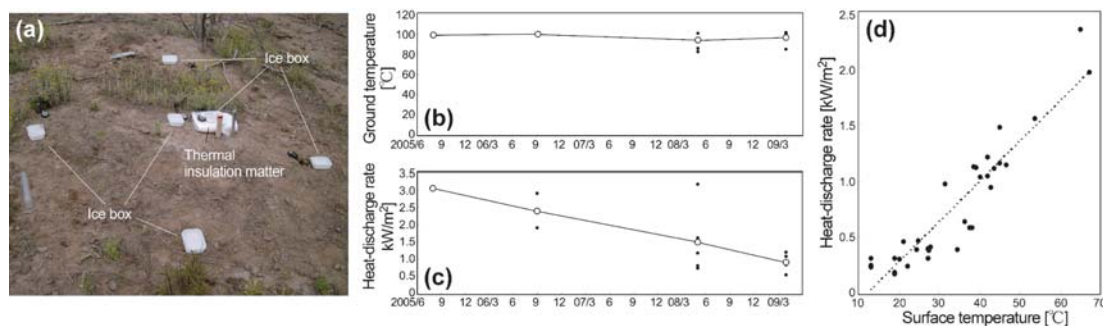 (a)
Ice box
Thermal
insulation matter
Ice box
Ground temperature
[℃]
120
100
80
60
40
20
0
(b)
2005/6 9 12 06/3 6 9 12 07/3 6 9 12 08/3 6 9 12 09/3
Heat-discharge rate
kW/m²]
3.5
3.0
2.5
2.0
1.5
1.0
0.5
0
(c)
2005/6 9 12 06/3 6 9 12 07/3 6 9 12 08/3 6 9 12 09/3
(d)
Heat-discharge rate [kW/m²]
2.5
2.0
1.5
1.0
0.5
0
10 20 30 40 50 60 70
Surface temperature [℃]